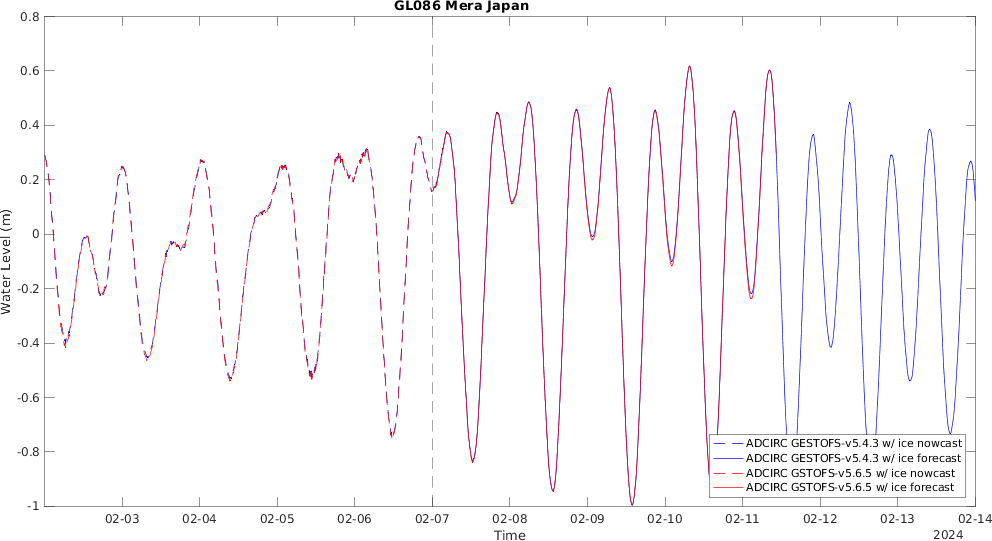 GL086 Mera Japan
0.8
0.6
0.4
0.2
0
-0.2
-0.4
-0.6
-0.8
-1
Water Level (m)
ADCIRC GESTOFS-v5.4.3 w/ ice nowcast
ADCIRC GESTOFS-v5.4.3 w/ ice forecast
ADCIRC GSTOFS-v5.6.5 w/ ice nowcast
ADCIRC GSTOFS-v5.6.5 w/ ice forecast
02-03 02-04 02-05 02-06 02-07 02-08 02-09 02-10 02-11 02-12 02-13 02-14
Time
2024